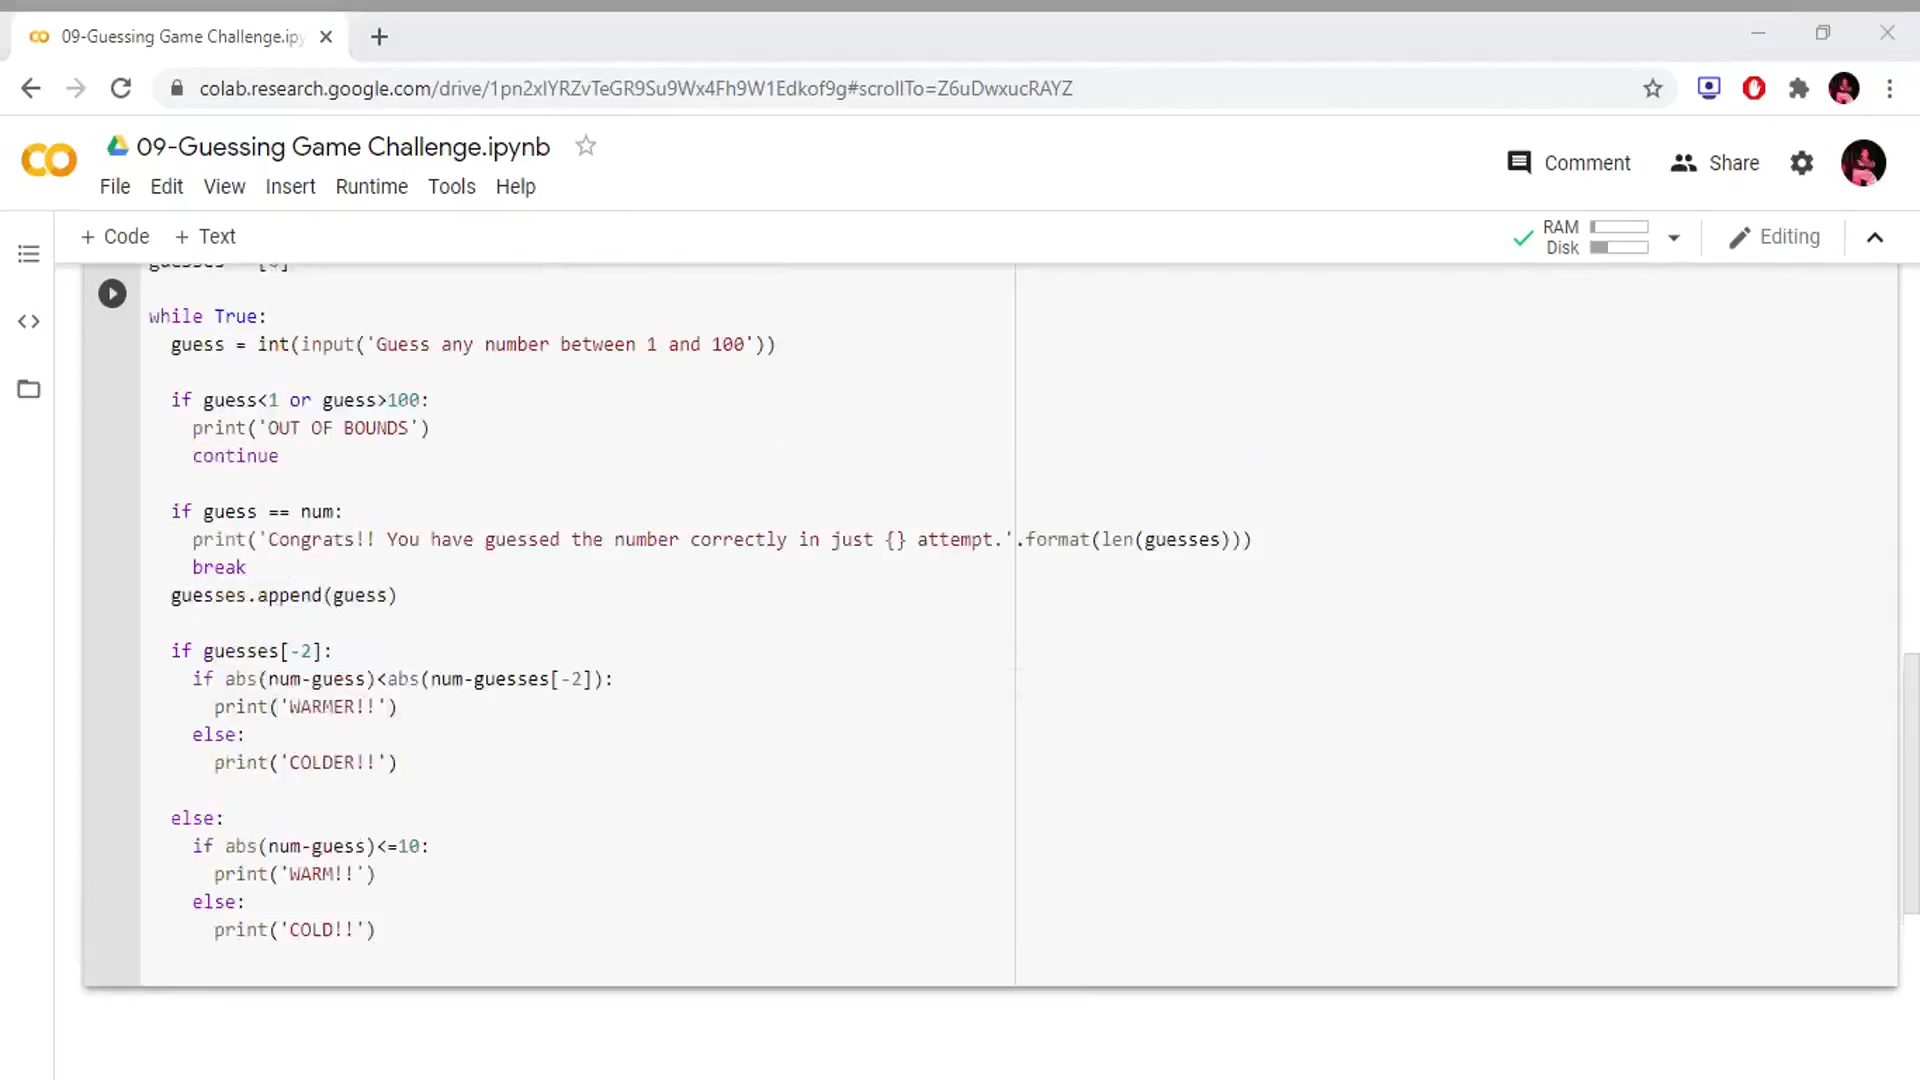 09-Guessing Game Challenge.ipy
colab.research.google.com/drive/1pn2xIYRZvTeGR9Su9Wx4Fh9W1Edkof9g#scrollTo=Z6uDwxucRAYZ
09-Guessing Game Challenge.ipynb
Comment
Share
File Edit View Insert Runtime Tools Help
+ Code + Text
RAM
Disk
Editing
while True:
guess = int(input('Guess any number between 1 and 100'))
if guess<1 or guess>100:
print('OUT OF BOUNDS')
continue
if guess == num:
print('Congrats!! You have guessed the number correctly in just {} attempt.'.format(len(guesses)))
break
guesses.append(guess)
if guesses[-2]:
if abs(num-guess)<abs(num-guesses[-2]):
print('WARMER!!')
else:
print('COLDER!!')
else:
if abs(num-guess)<=10:
print('WARM!!')
else:
print('COLD!!')